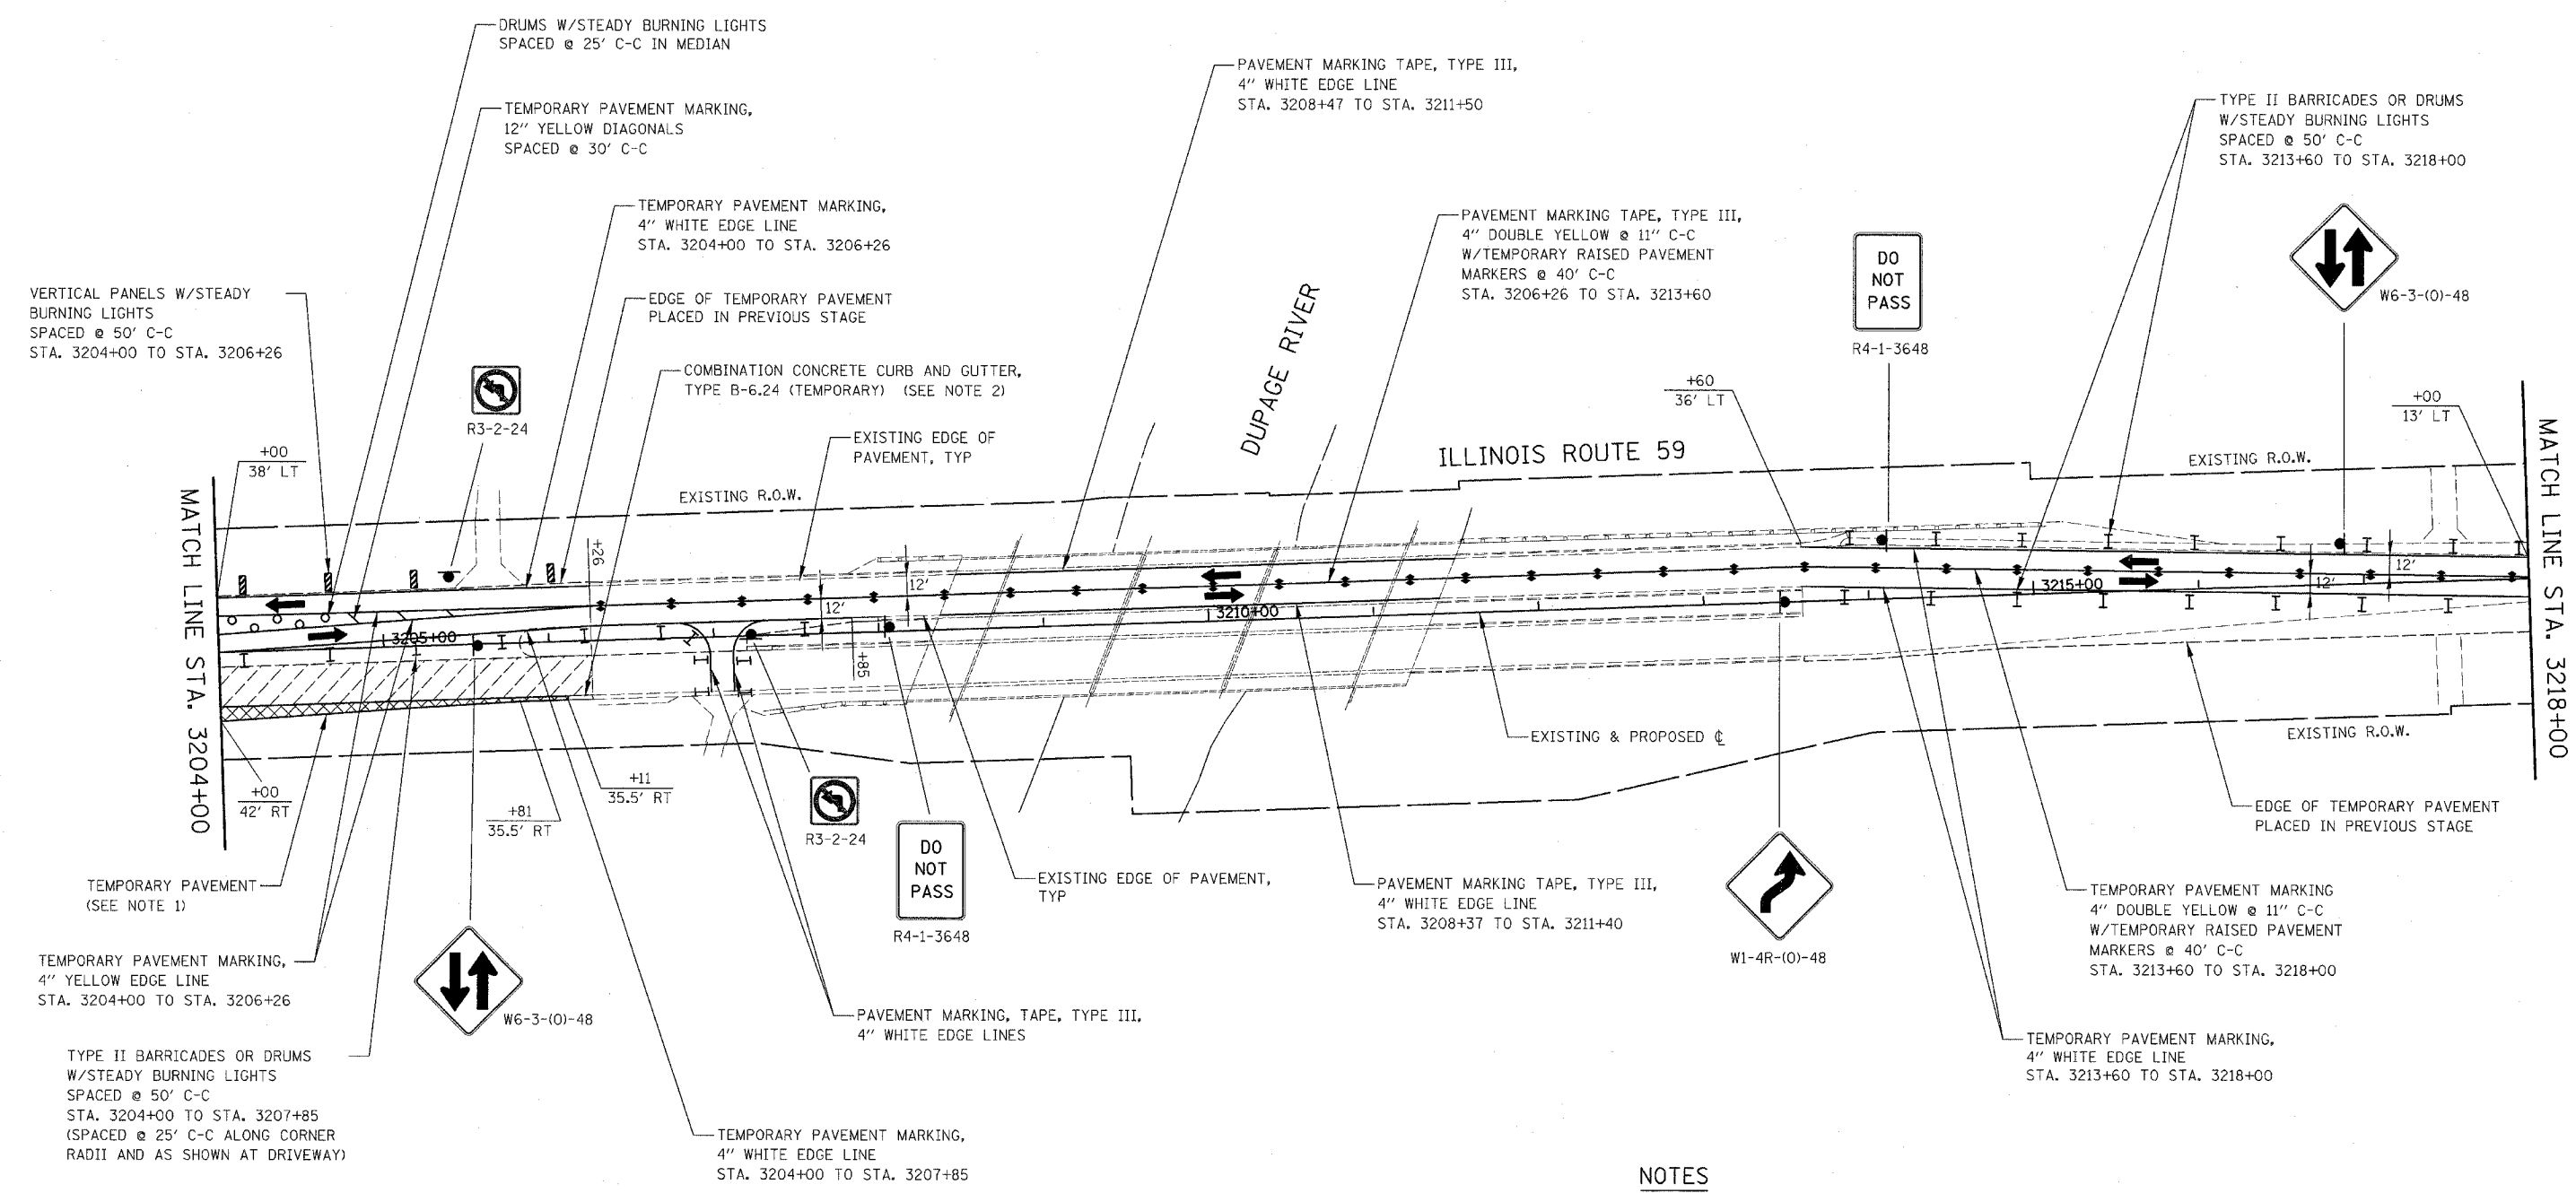 DRUMS W/STEADY BURNING LIGHTS
SPACED @ 25' C-C IN MEDIAN
TEMPORARY PAVEMENT MARKING,
12" YELLOW DIAGONALS
SPACED @ 30' C-C
TEMPORARY PAVEMENT MARKING,
4" WHITE EDGE LINE
STA. 3204+00 TO STA. 3206+26
VERTICAL PANELS W/STEADY
BURNING LIGHTS
SPACED @ 50' C-C
STA. 3204+00 TO STA. 3206+26
EDGE OF TEMPORARY PAVEMENT
PLACED IN PREVIOUS STAGE
COMBINATION CONCRETE CURB AND GUTTER,
TYPE B-6.24 (TEMPORARY) (SEE NOTE 2)
R3-2-24
EXISTING EDGE OF
PAVEMENT, TYP
PAVEMENT MARKING TAPE, TYPE III,
4" WHITE EDGE LINE
STA. 3208+47 TO STA. 3211+50
PAVEMENT MARKING TAPE, TYPE III,
4" DOUBLE YELLOW @ 11" C-C
W/TEMPORARY RAISED PAVEMENT
MARKERS @ 40' C-C
STA. 3206+26 TO STA. 3213+60
TYPE II BARRICADES OR DRUMS
W/STEADY BURNING LIGHTS
SPACED @ 50' C-C
STA. 3213+60 TO STA. 3218+00
DO
NOT
PASS
R4-1-3648
W6-3-(O)-48
+60
36' LT
+00
13' LT
+00
38' LT
DUPAGE RIVER
ILLINOIS ROUTE 59
EXISTING R.O.W.
EXISTING R.O.W.
MATCH LINE STA. 3204+00
MATCH LINE STA. 3218+00
+26
12'
12'
12'
12'
3205+00
3210+00
3215+00
+85
EXISTING & PROPOSED ℄
EXISTING R.O.W.
+00
42' RT
+81
35.5' RT
+11
35.5' RT
R3-2-24
DO
NOT
PASS
R4-1-3648
EXISTING EDGE OF PAVEMENT,
TYP
PAVEMENT MARKING TAPE, TYPE III,
4" WHITE EDGE LINE
STA. 3208+37 TO STA. 3211+40
W1-4R-(O)-48
EDGE OF TEMPORARY PAVEMENT
PLACED IN PREVIOUS STAGE
TEMPORARY PAVEMENT MARKING
4" DOUBLE YELLOW @ 11" C-C
W/TEMPORARY RAISED PAVEMENT
MARKERS @ 40' C-C
STA. 3213+60 TO STA. 3218+00
TEMPORARY PAVEMENT MARKING,
4" WHITE EDGE LINE
STA. 3213+60 TO STA. 3218+00
TEMPORARY PAVEMENT
(SEE NOTE 1)
TEMPORARY PAVEMENT MARKING,
4" YELLOW EDGE LINE
STA. 3204+00 TO STA. 3206+26
W6-3-(O)-48
TYPE II BARRICADES OR DRUMS
W/STEADY BURNING LIGHTS
SPACED @ 50' C-C
STA. 3204+00 TO STA. 3207+85
(SPACED @ 25' C-C ALONG CORNER
RADII AND AS SHOWN AT DRIVEWAY)
PAVEMENT MARKING, TAPE, TYPE III,
4" WHITE EDGE LINES
TEMPORARY PAVEMENT MARKING,
4" WHITE EDGE LINE
STA. 3204+00 TO STA. 3207+85
NOTES